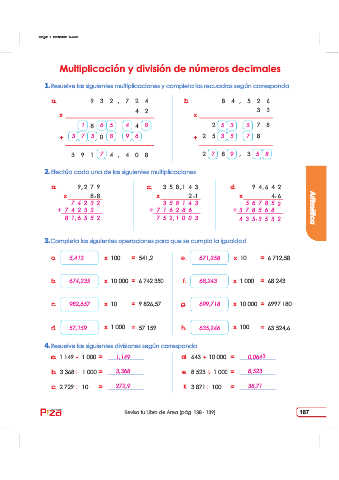 Multiplicación y división de números decimales
1. Resuelve las siguientes multiplicaciones y completa los recuadros según corresponda
a. 9 3 2 , 7 2 4
x 4 2
1 8 6 5 4 4 8
+ 3 7 3 0 8 9 6
3 9 1 7 4 , 4 0 8
b. 8 4 , 5 2 6
x 3 3
2 5 3 5 7 8
+ 2 5 3 5 7 8
2 7 8 9 , 3 5 8
2. Efectúa cada una de las siguientes multiplicaciones
a. 9,2 7 9
x 8,8
7 4 2 3 2
+ 7 4 2 3 2
8 1,6 5 5 2
c. 3 5 8,1 4 3
x 2,1
3 5 8 1 4 3
+ 7 1 6 2 8 6
7 5 2,1 0 0 3
d. 9 4,6 4 2
x 4,6
5 6 7 8 5 2
+ 3 7 8 5 6 8
4 3 5,3 5 3 2
3. Completa las siguientes operaciones para que se cumpla la igualdad
a. 5,412 x 100 = 541,2
e. 671,258 x 10 = 6 712,58
b. 674,235 x 10 000 = 6 742 350
f. 68,243 x 1 000 = 68 243
c. 982,657 x 10 = 9 826,57
g. 699,718 x 10 000 = 6997 180
d. 57,159 x 1 000 = 57 159
h. 635,246 x 100 = 63 524,6
4. Resuelve las siguientes divisiones según corresponda
a. 1 149 ÷ 1 000 = 1,149
d. 643 ÷ 10 000 = 0,0643
b. 3 368 ÷ 1 000 = 3,368
e. 8 523 ÷ 1 000 = 8,523
c. 2 729 ÷ 10 = 272,9
f. 3 871 ÷ 100 = 38,71
Aritmética
Revisa tu Libro de Área (pág. 138 - 139)
187